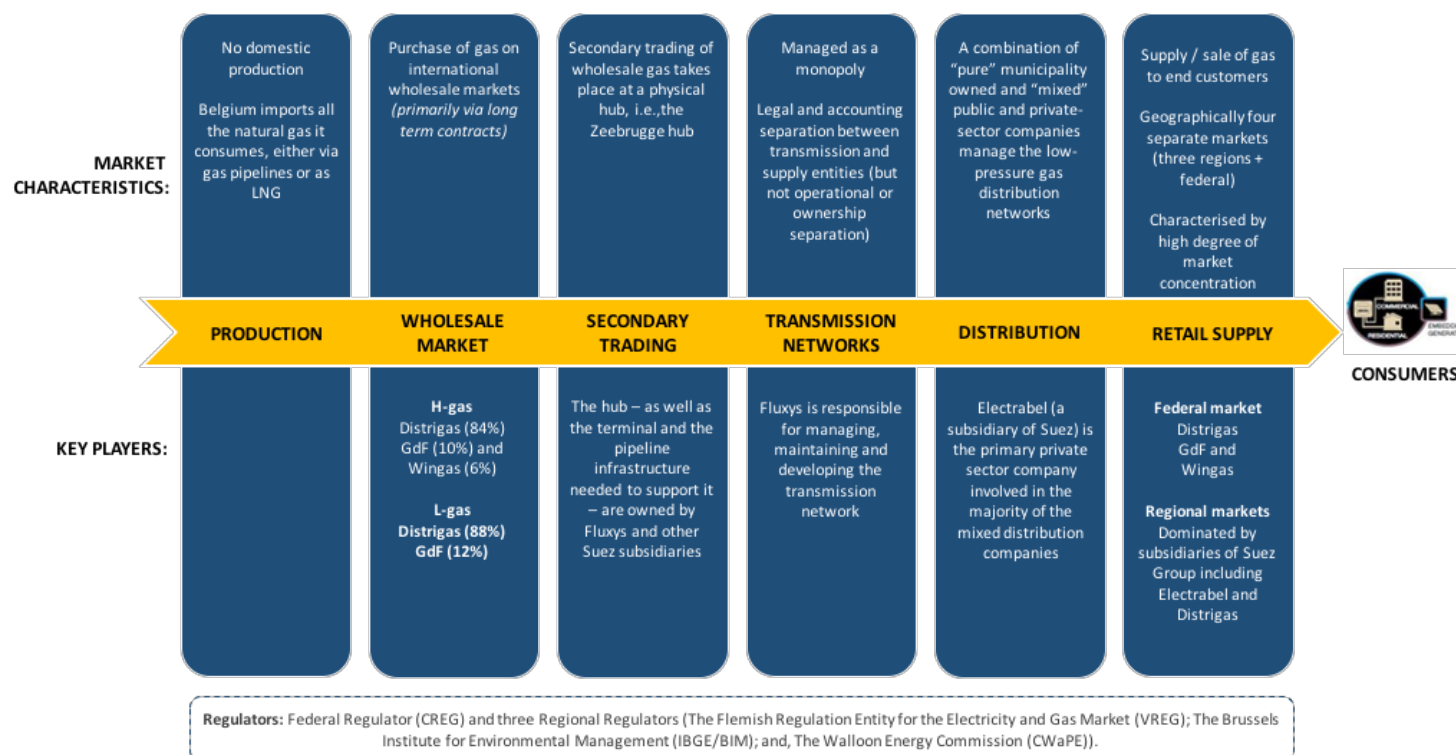 MARKET
CHARACTERISTICS:
No domestic
production
Belgium imports all
the natural gas it
consumes, either via
gas pipelines or as
LNG
Purchase of gas on
international
wholesale markets
(primarily via long
term contracts)
Secondary trading of
wholesale gas takes
place at a physical
hub, i.e.,the
Zeebrugge hub
Managed as a
monopoly
Legal and accounting
separation between
transmission and
supply entities (but
not operational or
ownership
separation)
A combination of
“pure” municipality
owned and “mixed”
public and private-
sector companies
manage the low-
pressure gas
distribution
networks
Supply / sale of gas
to end customers
Geographically four
separate markets
(three regions +
federal)
Characterised by
high degree of
market
concentration
PRODUCTION
WHOLESALE
MARKET
SECONDARY
TRADING
TRANSMISSION
NETWORKS
DISTRIBUTION
RETAIL SUPPLY
COMMERCIAL
RESIDENTIAL
CONSUMERS
KEY PLAYERS:
H-gas
Distrigas (84%)
GdF (10%) and
Wingas (6%)
L-gas
Distrigas (88%)
GdF (12%)
The hub – as well as
the terminal and the
pipeline
infrastructure
needed to support it
– are owned by
Fluxys and other
Suez subsidiaries
Fluxys is responsible
for managing,
maintaining and
developing the
transmission
network
Electrabel (a
subsidiary of Suez) is
the primary private
sector company
involved in the
majority of the
mixed distribution
companies
Federal market
Distrigas
GdF and
Wingas
Regional markets
Dominated by
subsidiaries of Suez
Group including
Electrabel and
Distrigas
Regulators: Federal Regulator (CREG) and three Regional Regulators (The Flemish Regulation Entity for the Electricity and Gas Market (VREG); The Brussels
Institute for Environmental Management (IBGE/BIM); and, The Walloon Energy Commission (CWaPE)).